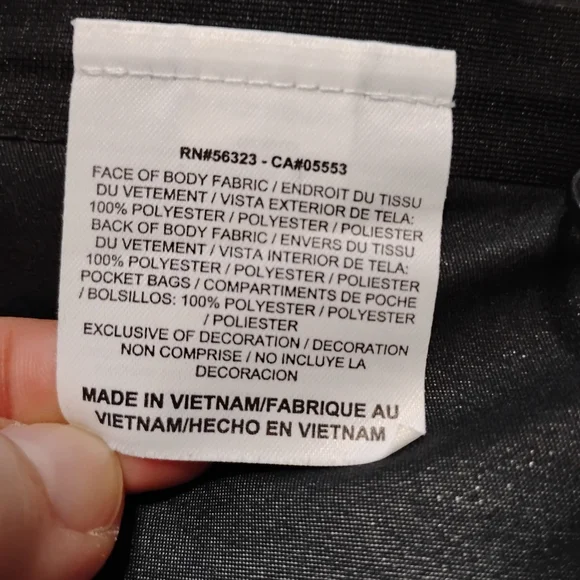 RN#56323 - CA#05553
FACE OF BODY FABRIC / ENDROIT DU TISSU
DU VETEMENT / VISTA EXTERIOR DE TELA:
100% POLYESTER / POLYESTER / POLIESTER
BACK OF BODY FABRIC / ENVERS DU TISSU
DU VETEMENT / VISTA INTERIOR DE TELA:
100% POLYESTER / POLYESTER / POLIESTER
POCKET BAGS / COMPARTIMENTS DE POCHE
/ BOLSILLOS: 100% POLYESTER / POLYESTER
/ POLIESTER
EXCLUSIVE OF DECORATION / DECORATION
NON COMPRISE / NO INCLUYE LA
DECORACION
MADE IN VIETNAM/FABRIQUE AU
VIETNAM/HECHO EN VIETNAM